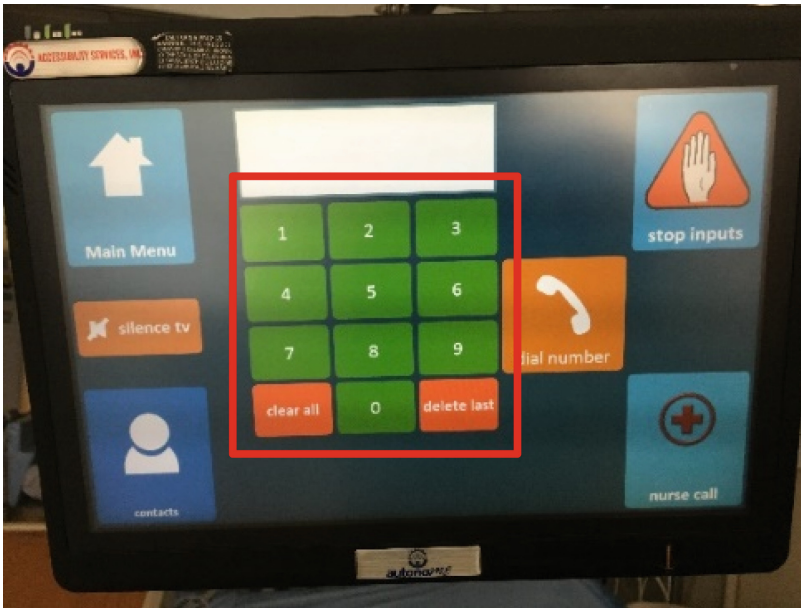 ACCESSIBILITY SERVICES, INC.
Main Menu
1 2 3
stop inputs
4 5 6
silence tv
7 8 9
dial number
clear all 0 delete last
contacts
nurse call
autonoME